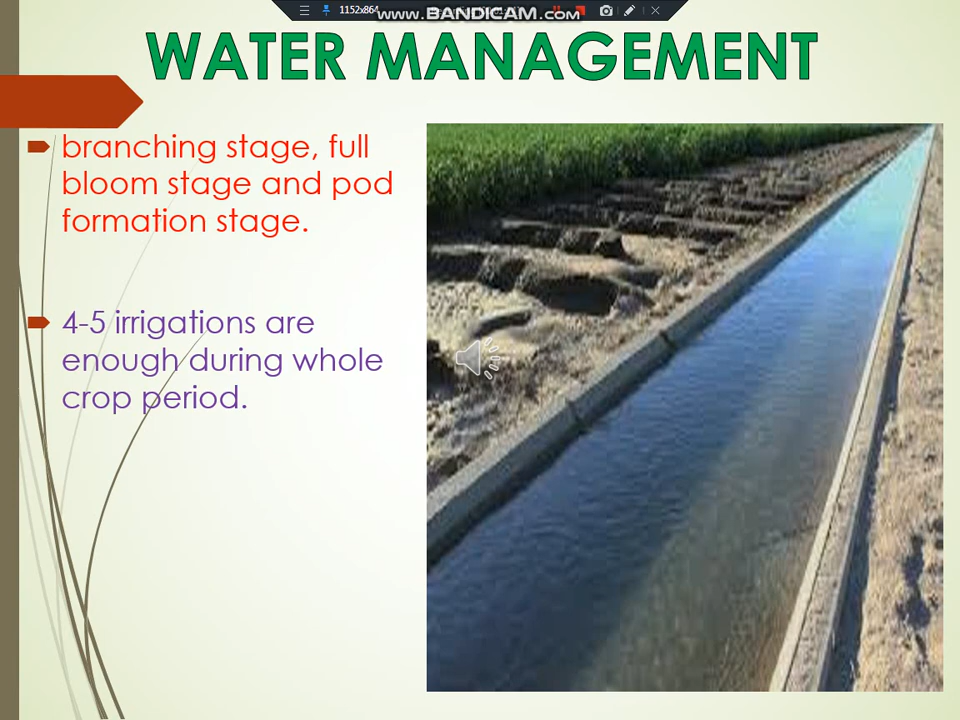 1152x864
www.BANDICAM.com
WATER MANAGEMENT
branching stage, full
bloom stage and pod
formation stage.
4-5 irrigations are
enough during whole
crop period.